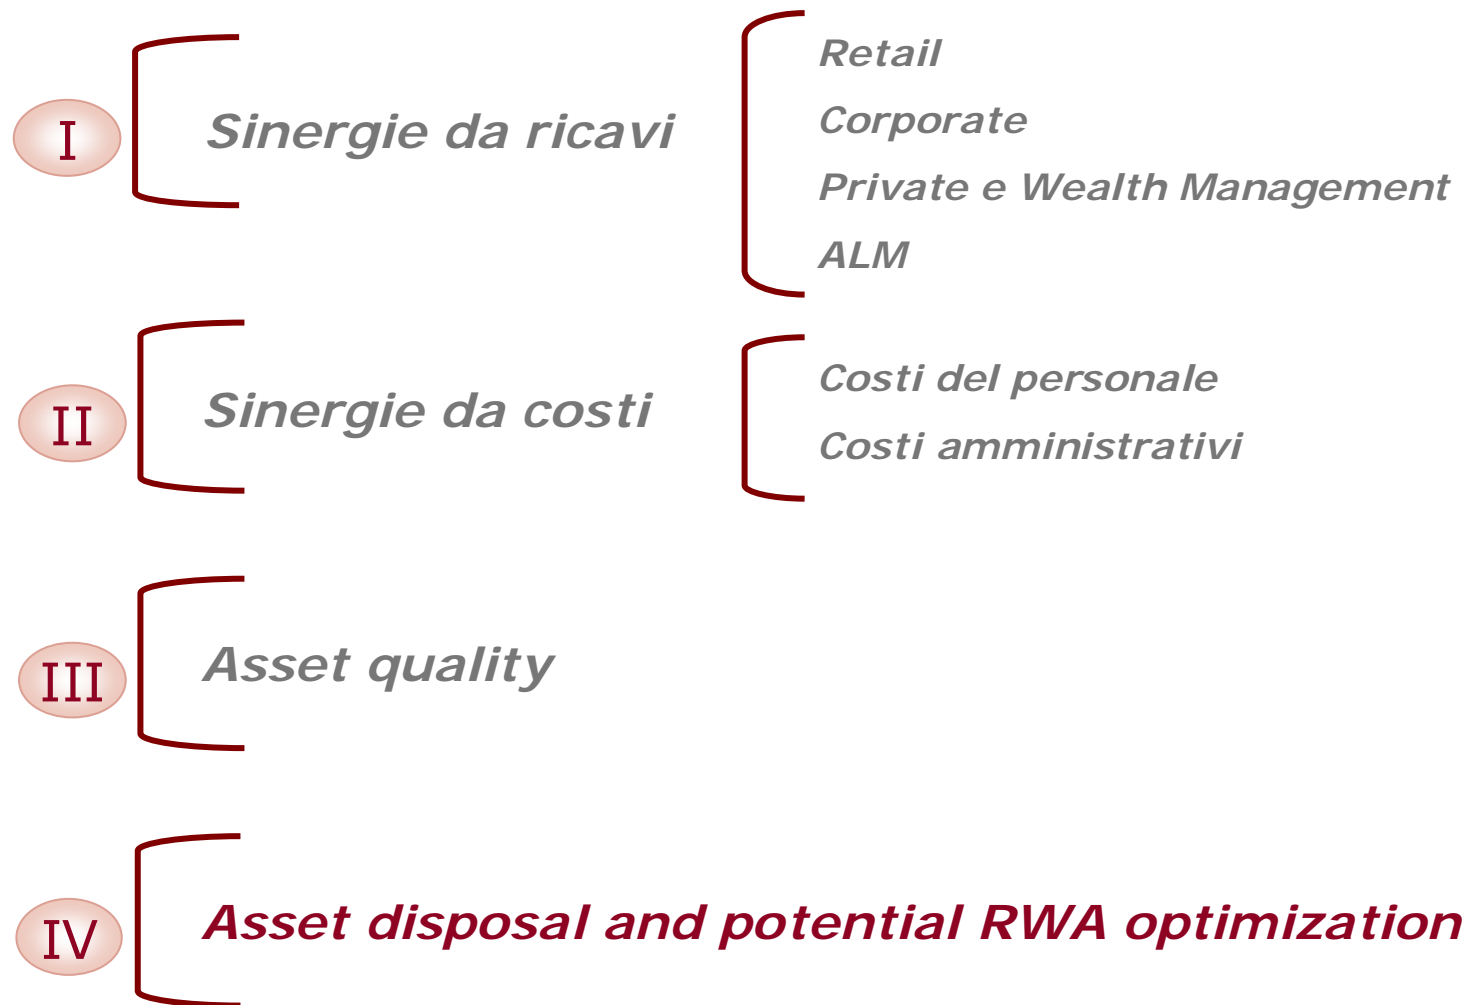 I
Sinergie da ricavi
Retail
Corporate
Private e Wealth Management
ALM
II
Sinergie da costi
Costi del personale
Costi amministrativi
III
Asset quality
IV
Asset disposal and potential RWA optimization